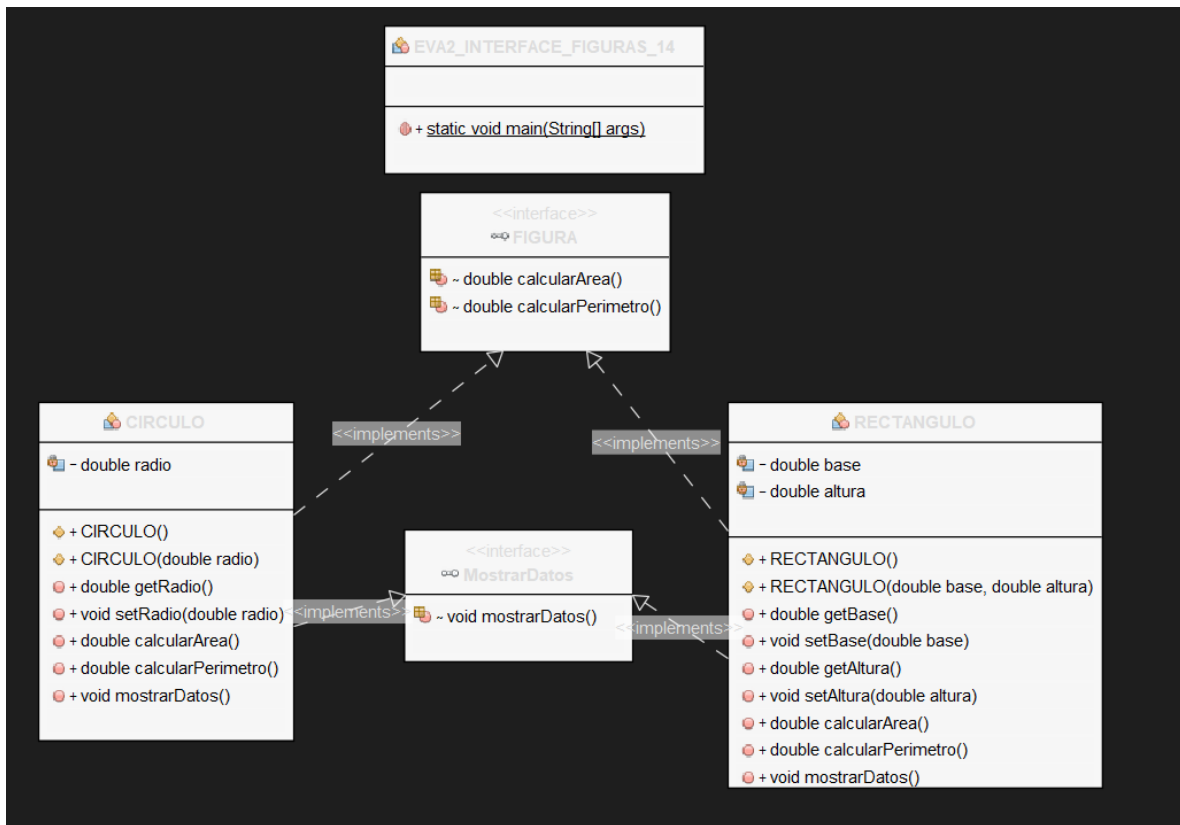 EVA2_INTERFACE_FIGURAS_14
+ static void main(String[] args)
<<interface>>
FIGURA
~ double calcularArea()
~ double calcularPerimetro()
<<implements>>
<<implements>>
CIRCULO
- double radio
+ CIRCULO()
+ CIRCULO(double radio)
+ double getRadio()
+ void setRadio(double radio)
+ double calcularArea()
+ double calcularPerimetro()
+ void mostrarDatos()
<<implements>>
<<interface>>
MostrarDatos
~ void mostrarDatos()
<<implements>>
RECTANGULO
- double base
- double altura
+ RECTANGULO()
+ RECTANGULO(double base, double altura)
+ double getBase()
+ void setBase(double base)
+ double getAltura()
+ void setAltura(double altura)
+ double calcularArea()
+ double calcularPerimetro()
+ void mostrarDatos()